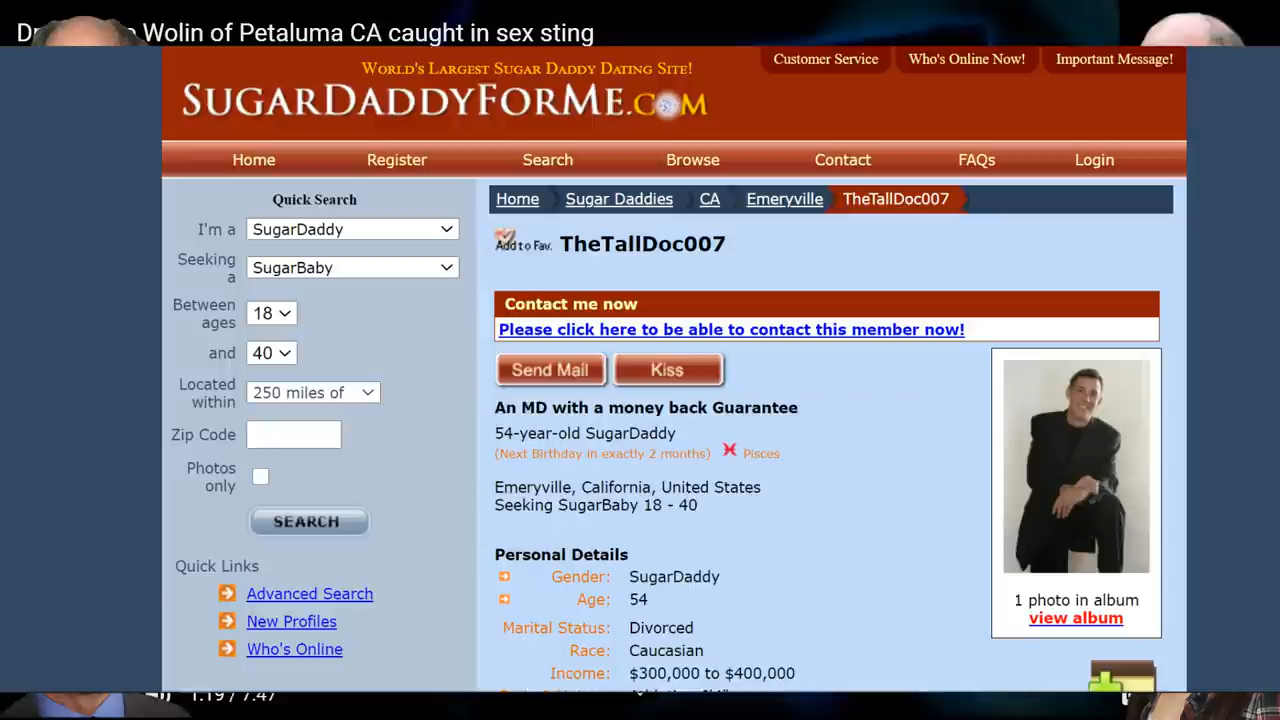 Wolin of Petaluma CA caught in sex sting
WORLD'S LARGEST SUGAR DADDY DATING SITE!
Customer Service
Who's Online Now!
Important Message!
SUGARDADDYFORME.COM
Home
Register
Search
Browse
Contact
FAQs
Login
Quick Search
I'm a
SugarDaddy
Seeking a
SugarBaby
Between ages
18
and
40
Located within
250 miles of
Zip Code
Photos only
SEARCH
Quick Links
Advanced Search
New Profiles
Who's Online
Home
Sugar Daddies
CA
Emeryville
TheTallDoc007
Add to Fav.
TheTallDoc007
Contact me now
Please click here to be able to contact this member now!
Send Mail
Kiss
An MD with a money back Guarantee
54-year-old SugarDaddy
(Next Birthday in exactly 2 months)
Pisces
Emeryville, California, United States
Seeking SugarBaby 18 - 40
Personal Details
Gender: SugarDaddy
Age: 54
Marital Status: Divorced
Race: Caucasian
Income: $300,000 to $400,000
1 photo in album
view album
1:19 / 7:47